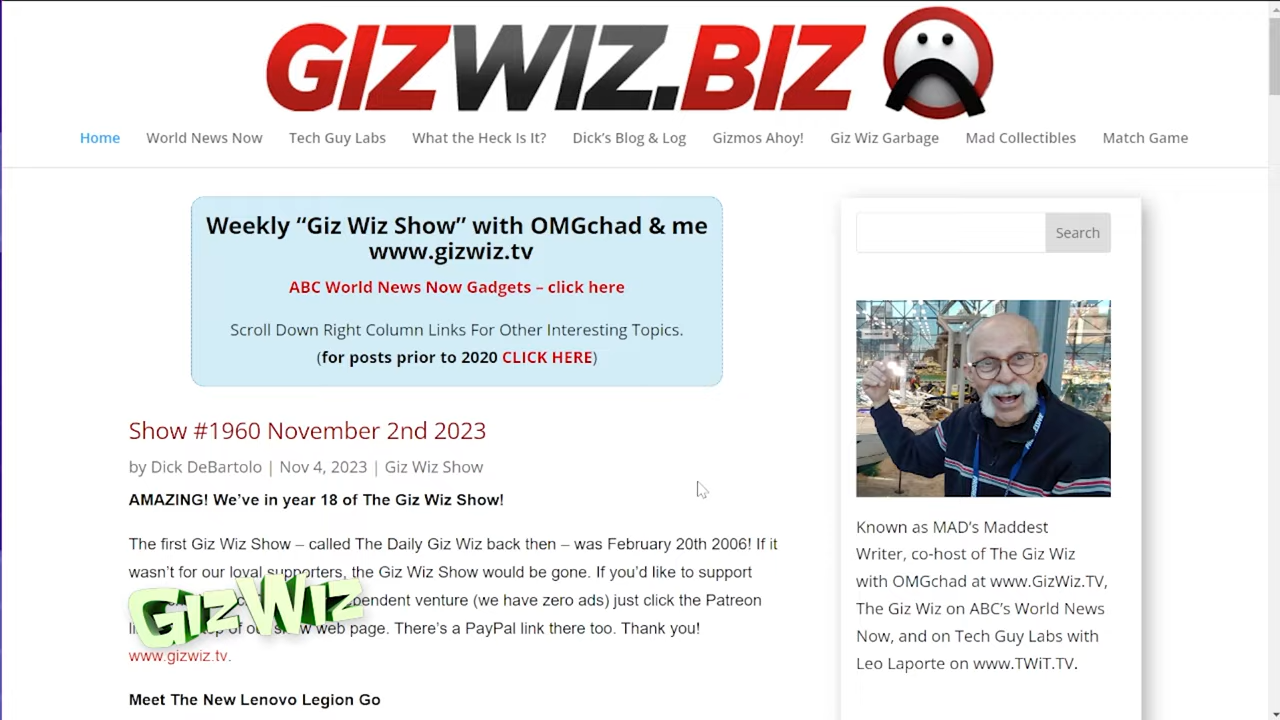 GIZWIZ.BIZ
Home World News Now Tech Guy Labs What the Heck Is It? Dick's Blog & Log Gizmos Ahoy! Giz Wiz Garbage Mad Collectibles Match Game
Weekly “Giz Wiz Show” with OMGchad & me
www.gizwiz.tv
ABC World News Now Gadgets – click here
Scroll Down Right Column Links For Other Interesting Topics.
(for posts prior to 2020 CLICK HERE)
Show #1960 November 2nd 2023
by Dick DeBartolo | Nov 4, 2023 | Giz Wiz Show
AMAZING! We’ve in year 18 of The Giz Wiz Show!
The first Giz Wiz Show – called The Daily Giz Wiz back then – was February 20th 2006! If it
wasn’t for our loyal supporters, the Giz Wiz Show would be gone. If you’d like to support
venture (we have zero ads) just click the Patreon
web page. There’s a PayPal link there too. Thank you!
www.gizwiz.tv.
GizWiz
Meet The New Lenovo Legion Go
Search
Known as MAD’s Maddest
Writer, co-host of The Giz Wiz
with OMGchad at www.GizWiz.TV,
The Giz Wiz on ABC’s World News
Now, and on Tech Guy Labs with
Leo Laporte on www.TWiT.TV.